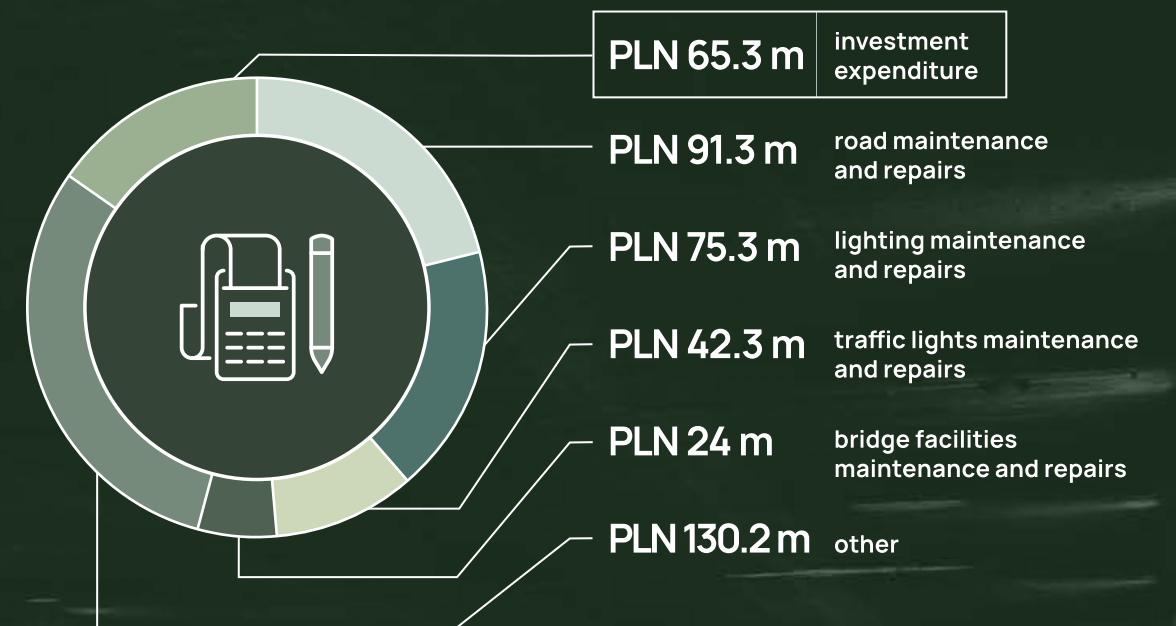 PLN 65.3 m
investment
expenditure
PLN 91.3 m
road maintenance
and repairs
PLN 75.3 m
lighting maintenance
and repairs
PLN 42.3 m
traffic lights maintenance
and repairs
PLN 24 m
bridge facilities
maintenance and repairs
PLN 130.2 m
other